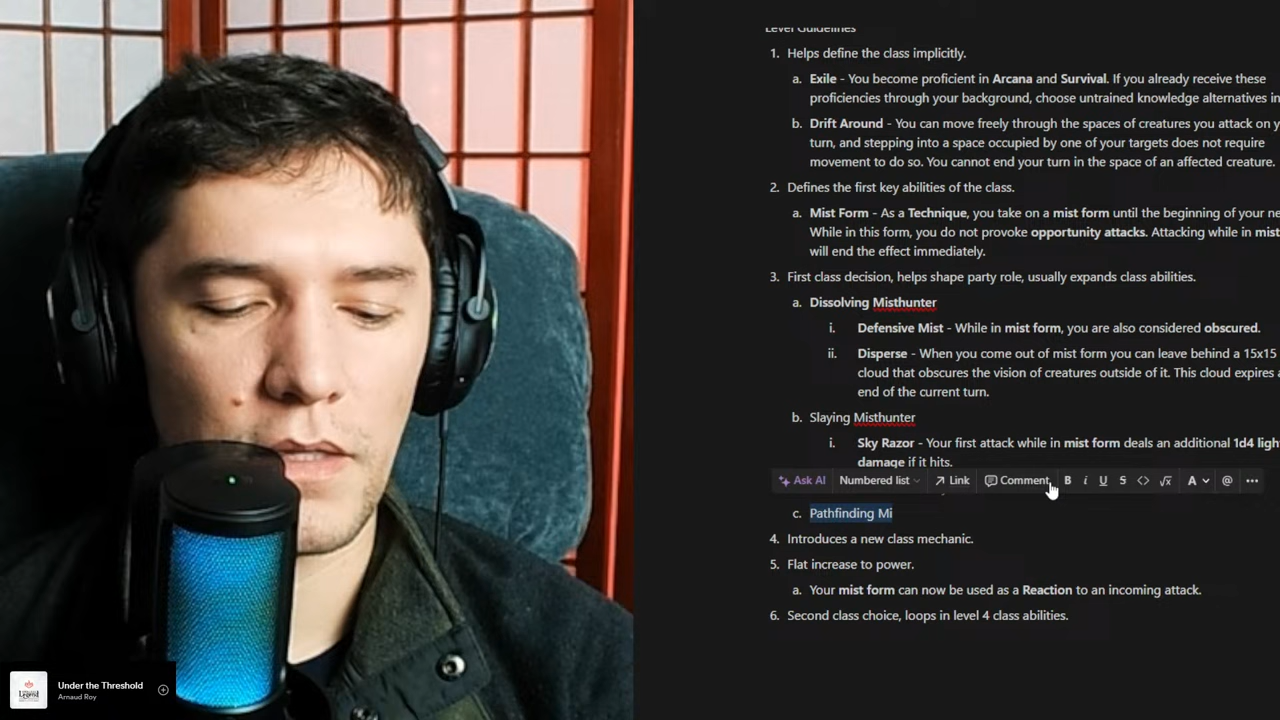 Level Guidelines
1. Helps define the class implicitly.
a. Exile - You become proficient in Arcana and Survival. If you already receive these
proficiencies through your background, choose untrained knowledge alternatives in
b. Drift Around - You can move freely through the spaces of creatures you attack on y
turn, and stepping into a space occupied by one of your targets does not require
movement to do so. You cannot end your turn in the space of an affected creature.
2. Defines the first key abilities of the class.
a. Mist Form - As a Technique, you take on a mist form until the beginning of your ne
While in this form, you do not provoke opportunity attacks. Attacking while in mist
will end the effect immediately.
3. First class decision, helps shape party role, usually expands class abilities.
a. Dissolving Misthunter
i. Defensive Mist - While in mist form, you are also considered obscured.
ii. Disperse - When you come out of mist form you can leave behind a 15x15
cloud that obscures the vision of creatures outside of it. This cloud expires a
end of the current turn.
b. Slaying Misthunter
i. Sky Razor - Your first attack while in mist form deals an additional 1d4 ligh
damage if it hits.
Ask AI Numbered list Link Comment B i U S <> √x A @ •••
c. Pathfinding Mi
4. Introduces a new class mechanic.
5. Flat increase to power.
a. Your mist form can now be used as a Reaction to an incoming attack.
6. Second class choice, loops in level 4 class abilities.
Legend
Under the Threshold
Arnaud Roy